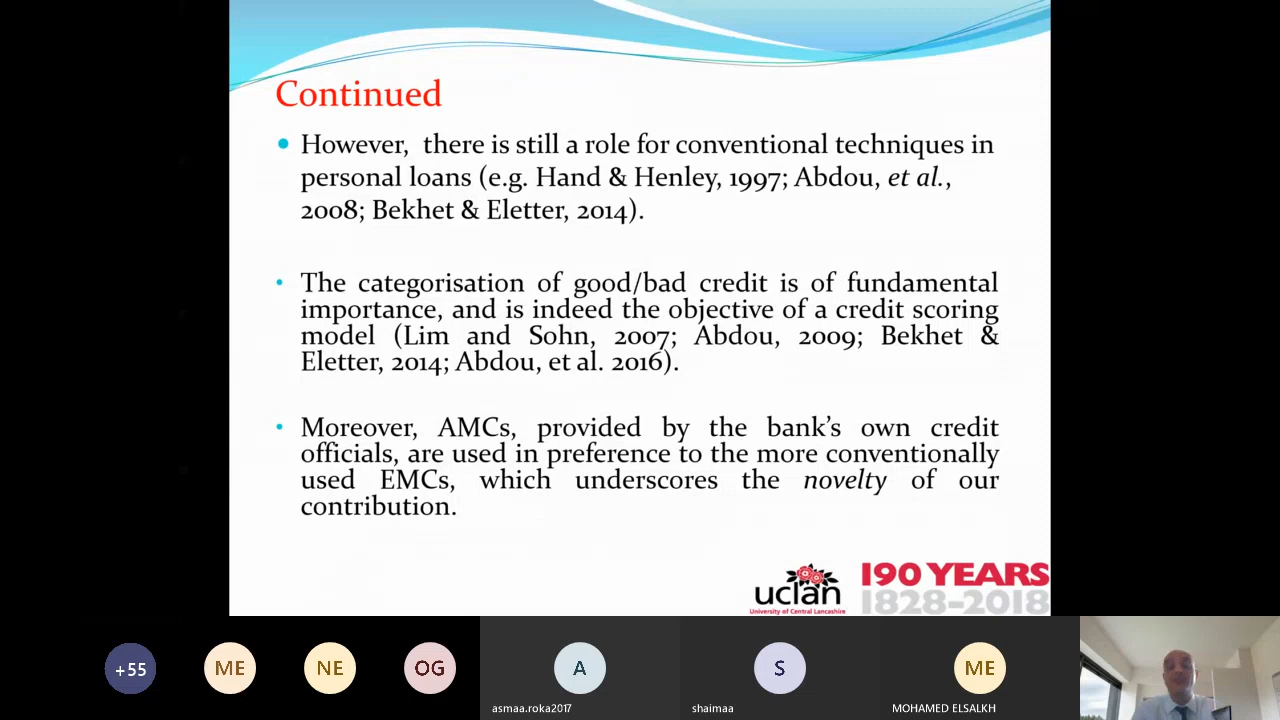 Continued
However, there is still a role for conventional techniques in
personal loans (e.g. Hand & Henley, 1997; Abdou, et al.,
2008; Bekhet & Eletter, 2014).
The categorisation of good/bad credit is of fundamental
importance, and is indeed the objective of a credit scoring
model (Lim and Sohn, 2007; Abdou, 2009; Bekhet &
Eletter, 2014; Abdou, et al. 2016).
Moreover, AMCs, provided by the bank's own credit
officials, are used in preference to the more conventionally
used EMCs, which underscores the novelty of our
contribution.
uclan
University of Central Lancashire
190 YEARS
1828-2018
+55
ME
NE
OG
A
asmaa.roka2017
S
shaimaa
ME
MOHAMED ELSALKH